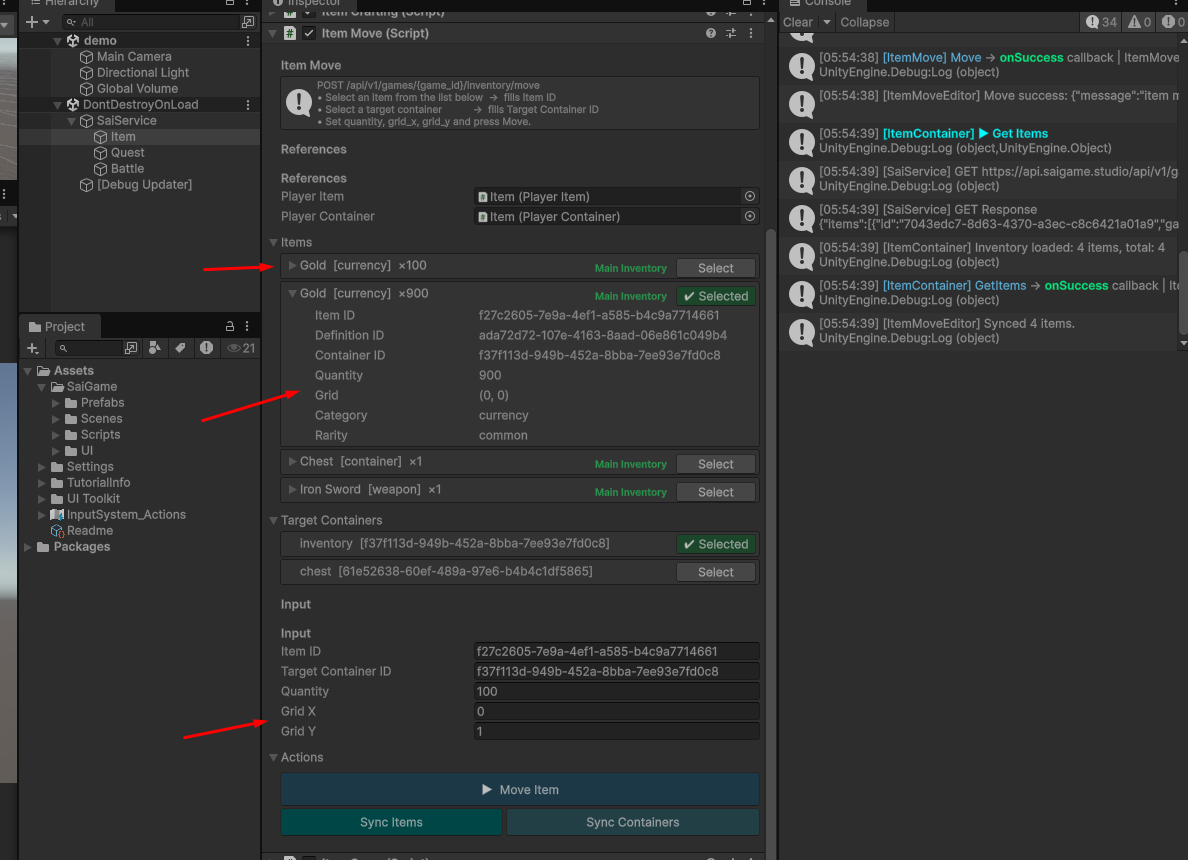 Hierarchy
All
demo
Main Camera
Directional Light
Global Volume
DontDestroyOnLoad
SaiService
Item
Quest
Battle
[Debug Updater]
Project
21
Assets
SaiGame
Prefabs
Scenes
Scripts
UI
Settings
TutorialInfo
UI Toolkit
InputSystem_Actions
Readme
Packages
Inspector
Item Crafting (Script)
Item Move (Script)
Item Move
POST /api/v1/games/{game_id}/inventory/move
• Select an item from the list below → fills Item ID
• Select a target container → fills Target Container ID
• Set quantity, grid_x, grid_y and press Move.
References
References
Player Item Item (Player Item)
Player Container Item (Player Container)
Items
Gold [currency] ×100 Main Inventory Select
Gold [currency] ×900 Main Inventory ✔ Selected
Item ID f27c2605-7e9a-4ef1-a585-b4c9a7714661
Definition ID ada72d72-107e-4163-8aad-06e861c049b4
Container ID f37f113d-949b-452a-8bba-7ee93e7fd0c8
Quantity 900
Grid (0, 0)
Category currency
Rarity common
Chest [container] ×1 Main Inventory Select
Iron Sword [weapon] ×1 Main Inventory Select
Target Containers
inventory [f37f113d-949b-452a-8bba-7ee93e7fd0c8] ✔ Selected
chest [61e52638-60ef-489a-97e6-b4b4c1df5865] Select
Input
Input
Item ID f27c2605-7e9a-4ef1-a585-b4c9a7714661
Target Container ID f37f113d-949b-452a-8bba-7ee93e7fd0c8
Quantity 100
Grid X 0
Grid Y 1
Actions
▶ Move Item
Sync Items Sync Containers
Console
Clear Collapse 34 0 0
[05:54:38] [ItemMove] Move → onSuccess callback | ItemMove
UnityEngine.Debug:Log (object)
[05:54:38] [ItemMoveEditor] Move success: {"message":"item m
[05:54:39] [ItemContainer] ▶ Get Items
UnityEngine.Debug:Log (object,UnityEngine.Object)
[05:54:39] [SaiService] GET https://api.saigame.studio/api/v1/g
UnityEngine.Debug:Log (object)
[05:54:39] [SaiService] GET Response
{"items":[{"id":"7043edc7-8d63-4370-a3ec-c8c6421a01a9","ga
[05:54:39] [ItemContainer] Inventory loaded: 4 items, total: 4
UnityEngine.Debug:Log (object)
[05:54:39] [ItemContainer] GetItems → onSuccess callback | Ite
UnityEngine.Debug:Log (object)
[05:54:39] [ItemMoveEditor] Synced 4 items.
UnityEngine.Debug:Log (object)